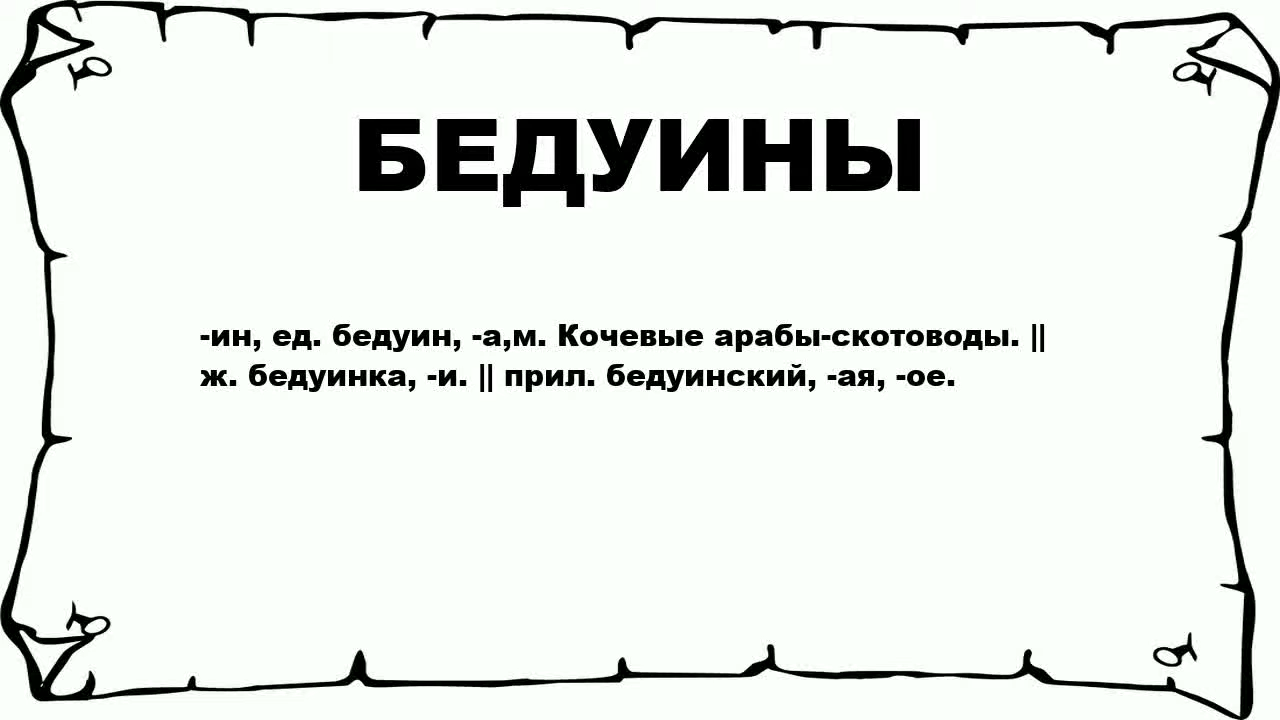 БЕДУИНЫ
-ин, ед. бедуин, -а,м. Кочевые арабы-скотоводы. ||
ж. бедуинка, -и. || прил. бедуинский, -ая, -ое.